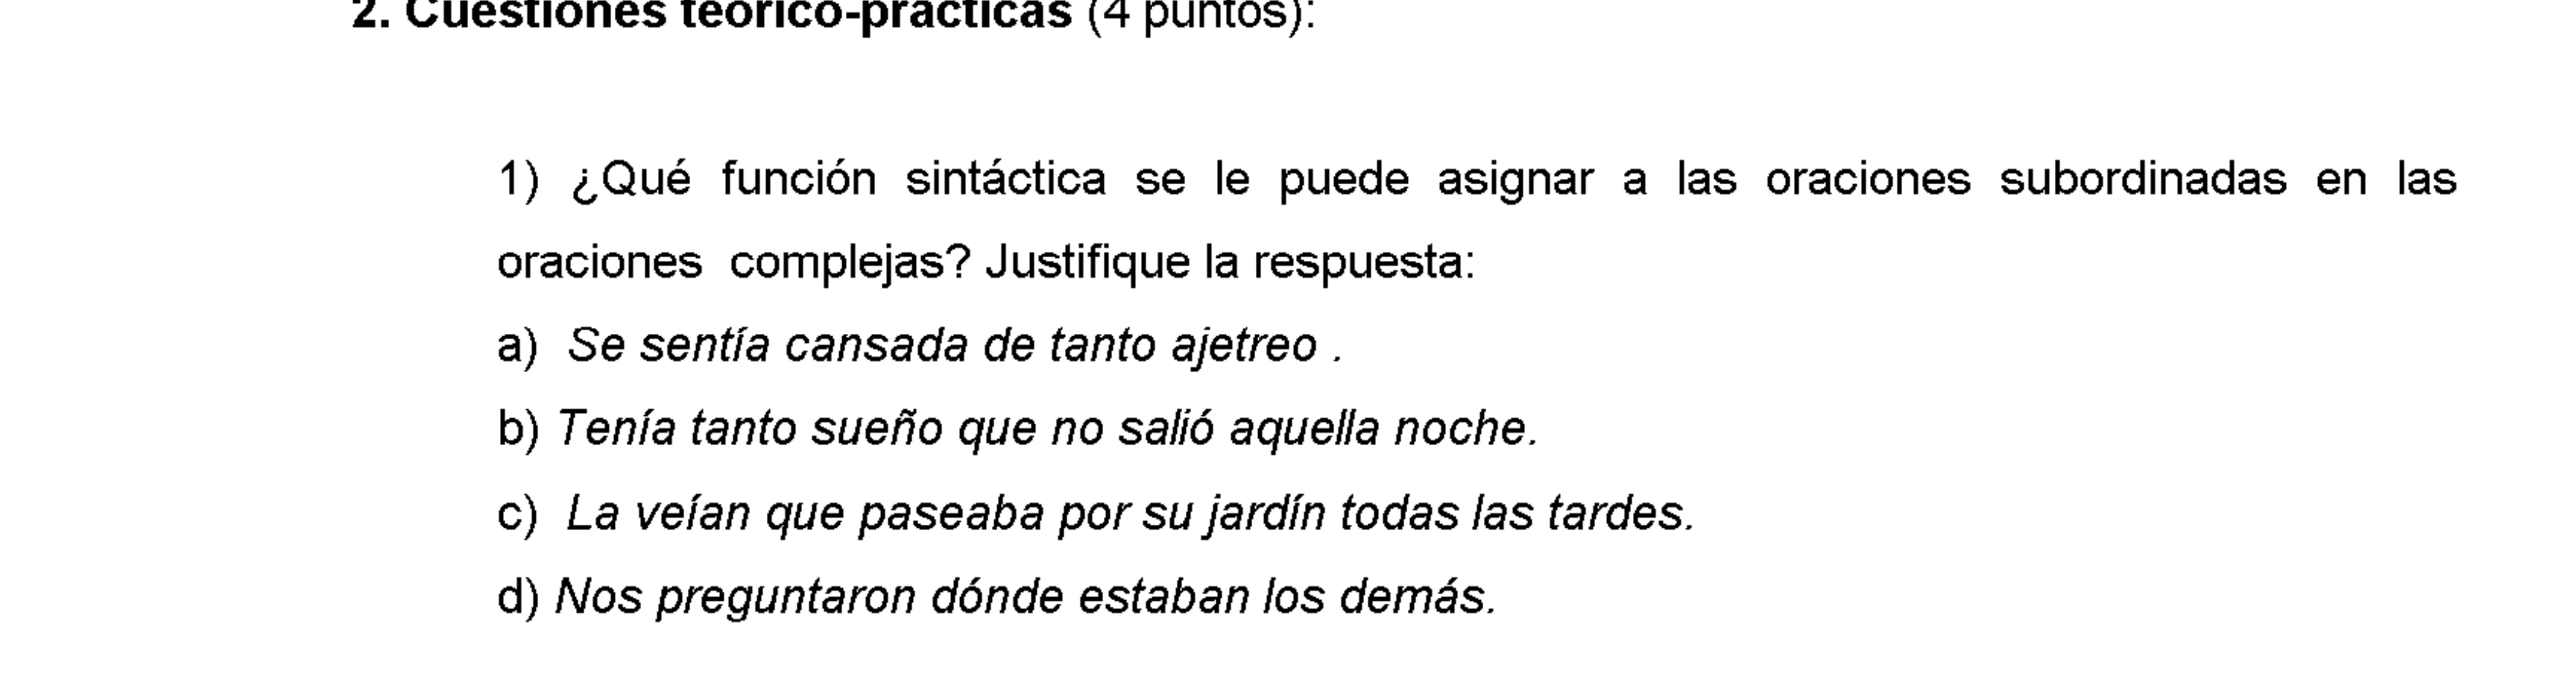 2. Cuestiones teórico-prácticas (4 puntos):
1) ¿Qué función sintáctica se le puede asignar a las oraciones subordinadas en las
oraciones complejas? Justifique la respuesta:
a) Se sentía cansada de tanto ajetreo .
b) Tenía tanto sueño que no salió aquella noche.
c) La veían que paseaba por su jardín todas las tardes.
d) Nos preguntaron dónde estaban los demás.